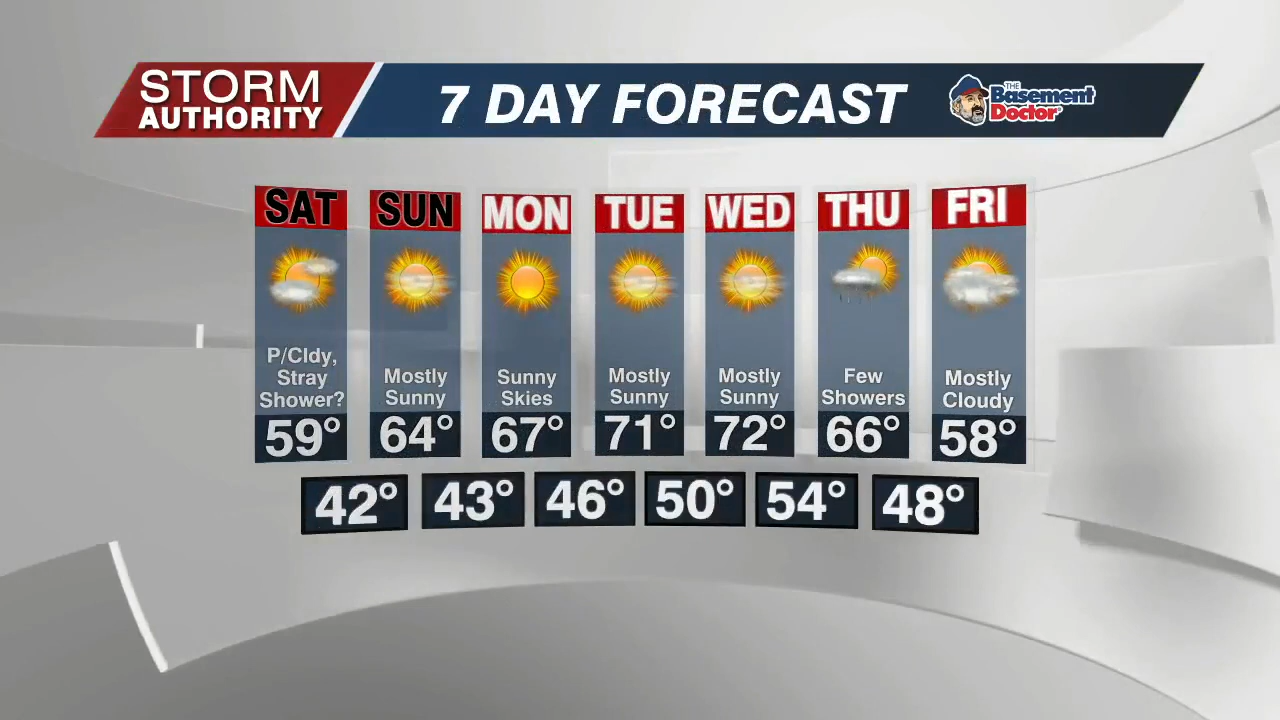 STORM
AUTHORITY
7 DAY FORECAST
THE
Basement
Doctor
SAT
SUN
MON
TUE
WED
THU
FRI
P/Cldy,
Stray
Shower?
Mostly
Sunny
Sunny
Skies
Mostly
Sunny
Mostly
Sunny
Few
Showers
Mostly
Cloudy
59°
64°
67°
71°
72°
66°
58°
42°
43°
46°
50°
54°
48°